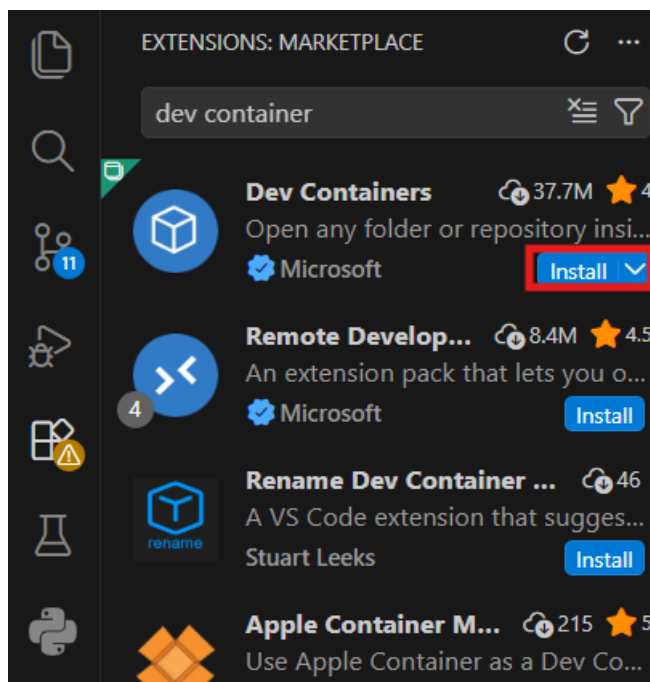 EXTENSIONS: MARKETPLACE
dev container
Dev Containers 37.7M 4
Open any folder or repository insi...
Microsoft
Install
Remote Develop... 8.4M 4.5
An extension pack that lets you o...
4
Microsoft
Install
11
Rename Dev Container ... 46
A VS Code extension that sugges...
rename
Stuart Leeks
Install
Apple Container M... 215 5
Use Apple Container as a Dev Co...